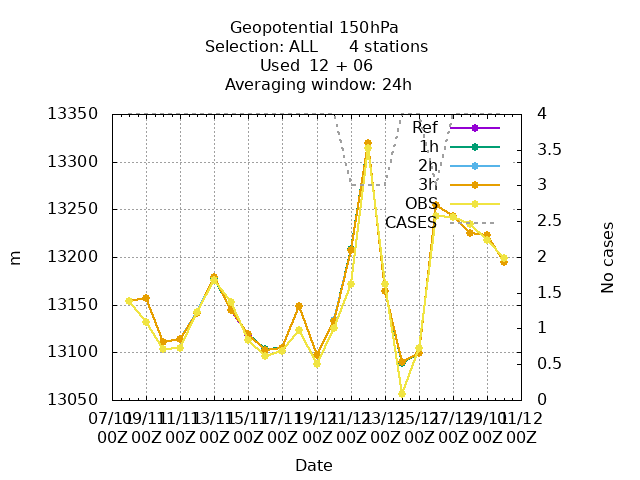 Geopotential 150hPa
Selection: ALL 4 stations
Used 12 + 06
Averaging window: 24h
13350
13300
13250
13200
13150
13100
13050
m
4
3.5
3
2.5
2
1.5
1
0.5
0
No cases
Ref
1h
2h
3h
OBS
CASES
07/10 09/11 11/11 13/11 15/11 17/11 19/12 21/12 23/12 25/12 27/12 29/12 11/12
00Z 00Z 00Z 00Z 00Z 00Z 00Z 00Z 00Z 00Z 00Z 00Z 00Z
Date